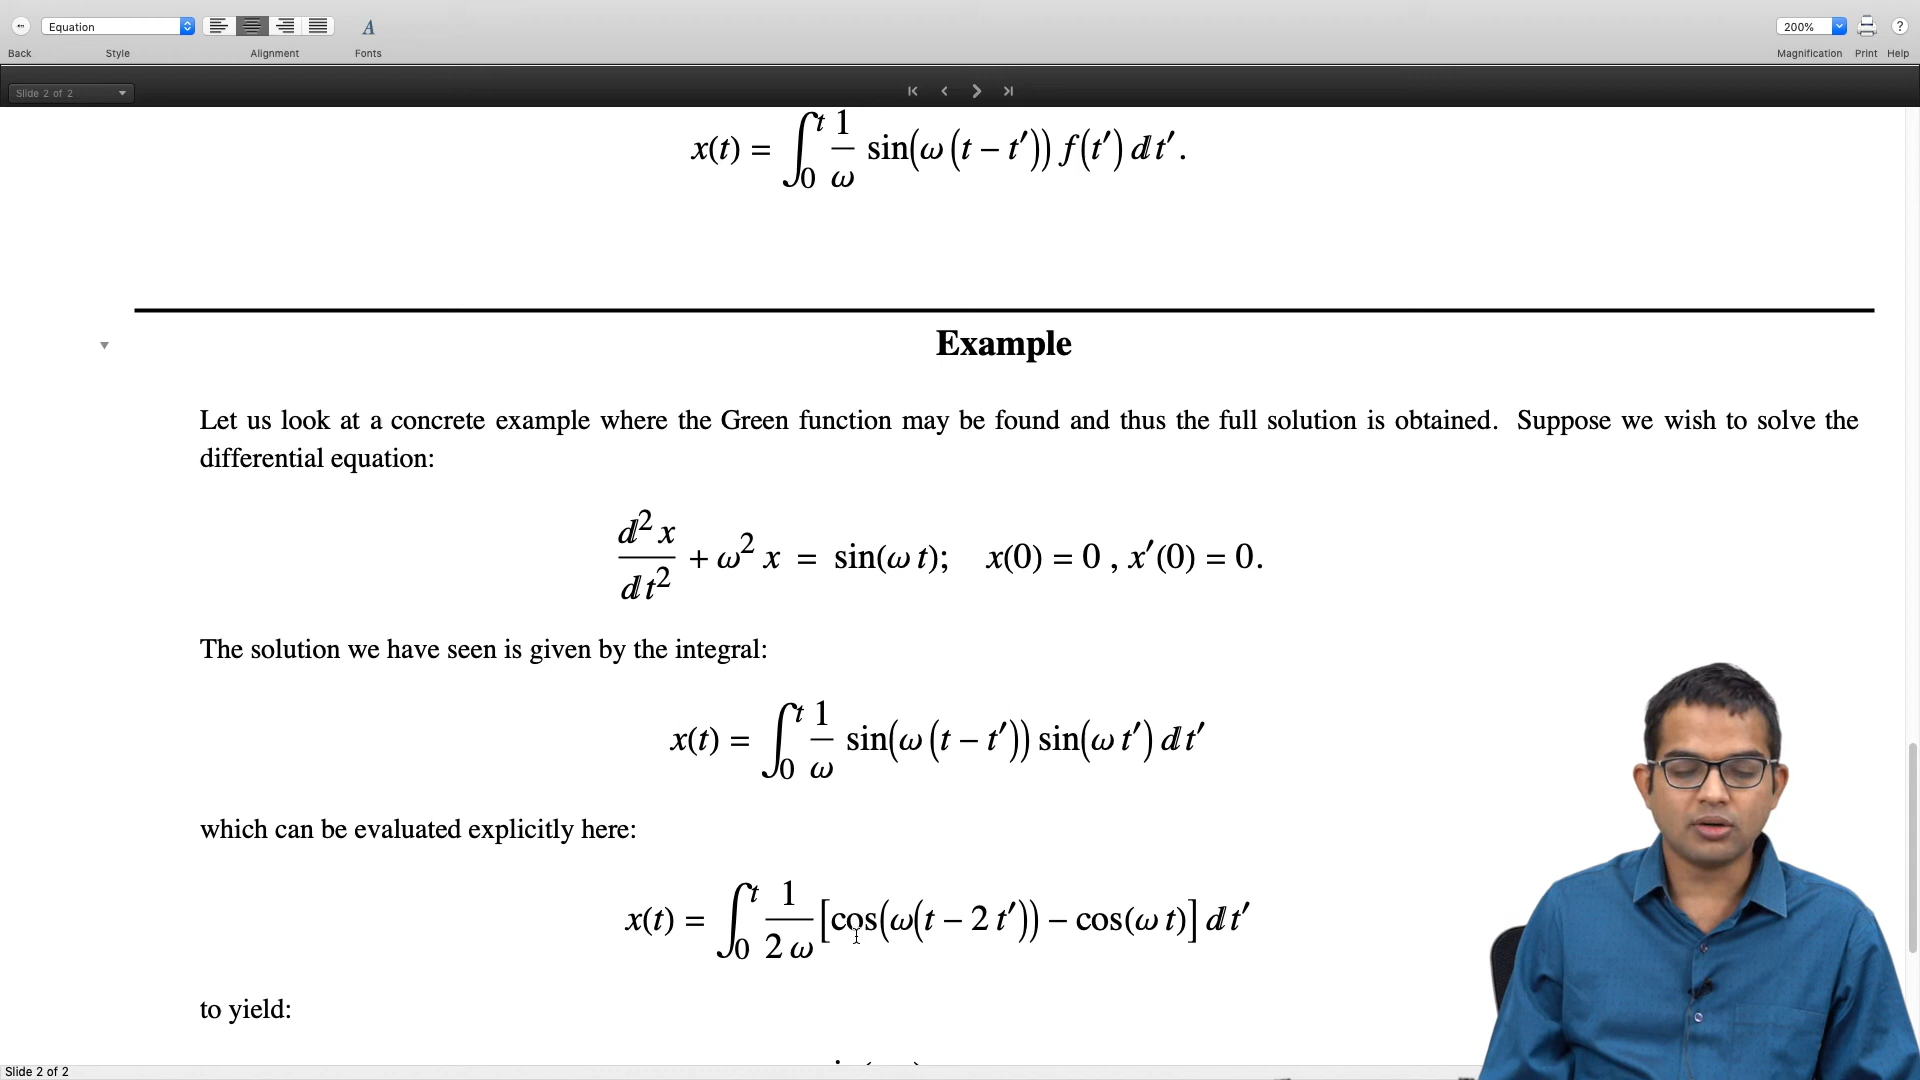 Equation
200%
Back Style Alignment Fonts Magnification Print Help
Slide 2 of 2
x(t) = ∫₀ᵗ 1/ω sin(ω (t − t′)) f(t′) ⅆt′.
Example
Let us look at a concrete example where the Green function may be found and thus the full solution is obtained. Suppose we wish to solve the
differential equation:
ⅆ²x/ⅆt² + ω² x = sin(ω t); x(0) = 0 , x′(0) = 0.
The solution we have seen is given by the integral:
x(t) = ∫₀ᵗ 1/ω sin(ω (t − t′)) sin(ω t′) ⅆt′
which can be evaluated explicitly here:
x(t) = ∫₀ᵗ 1/(2 ω) [cos(ω(t − 2 t′)) − cos(ω t)] ⅆt′
to yield:
Slide 2 of 2